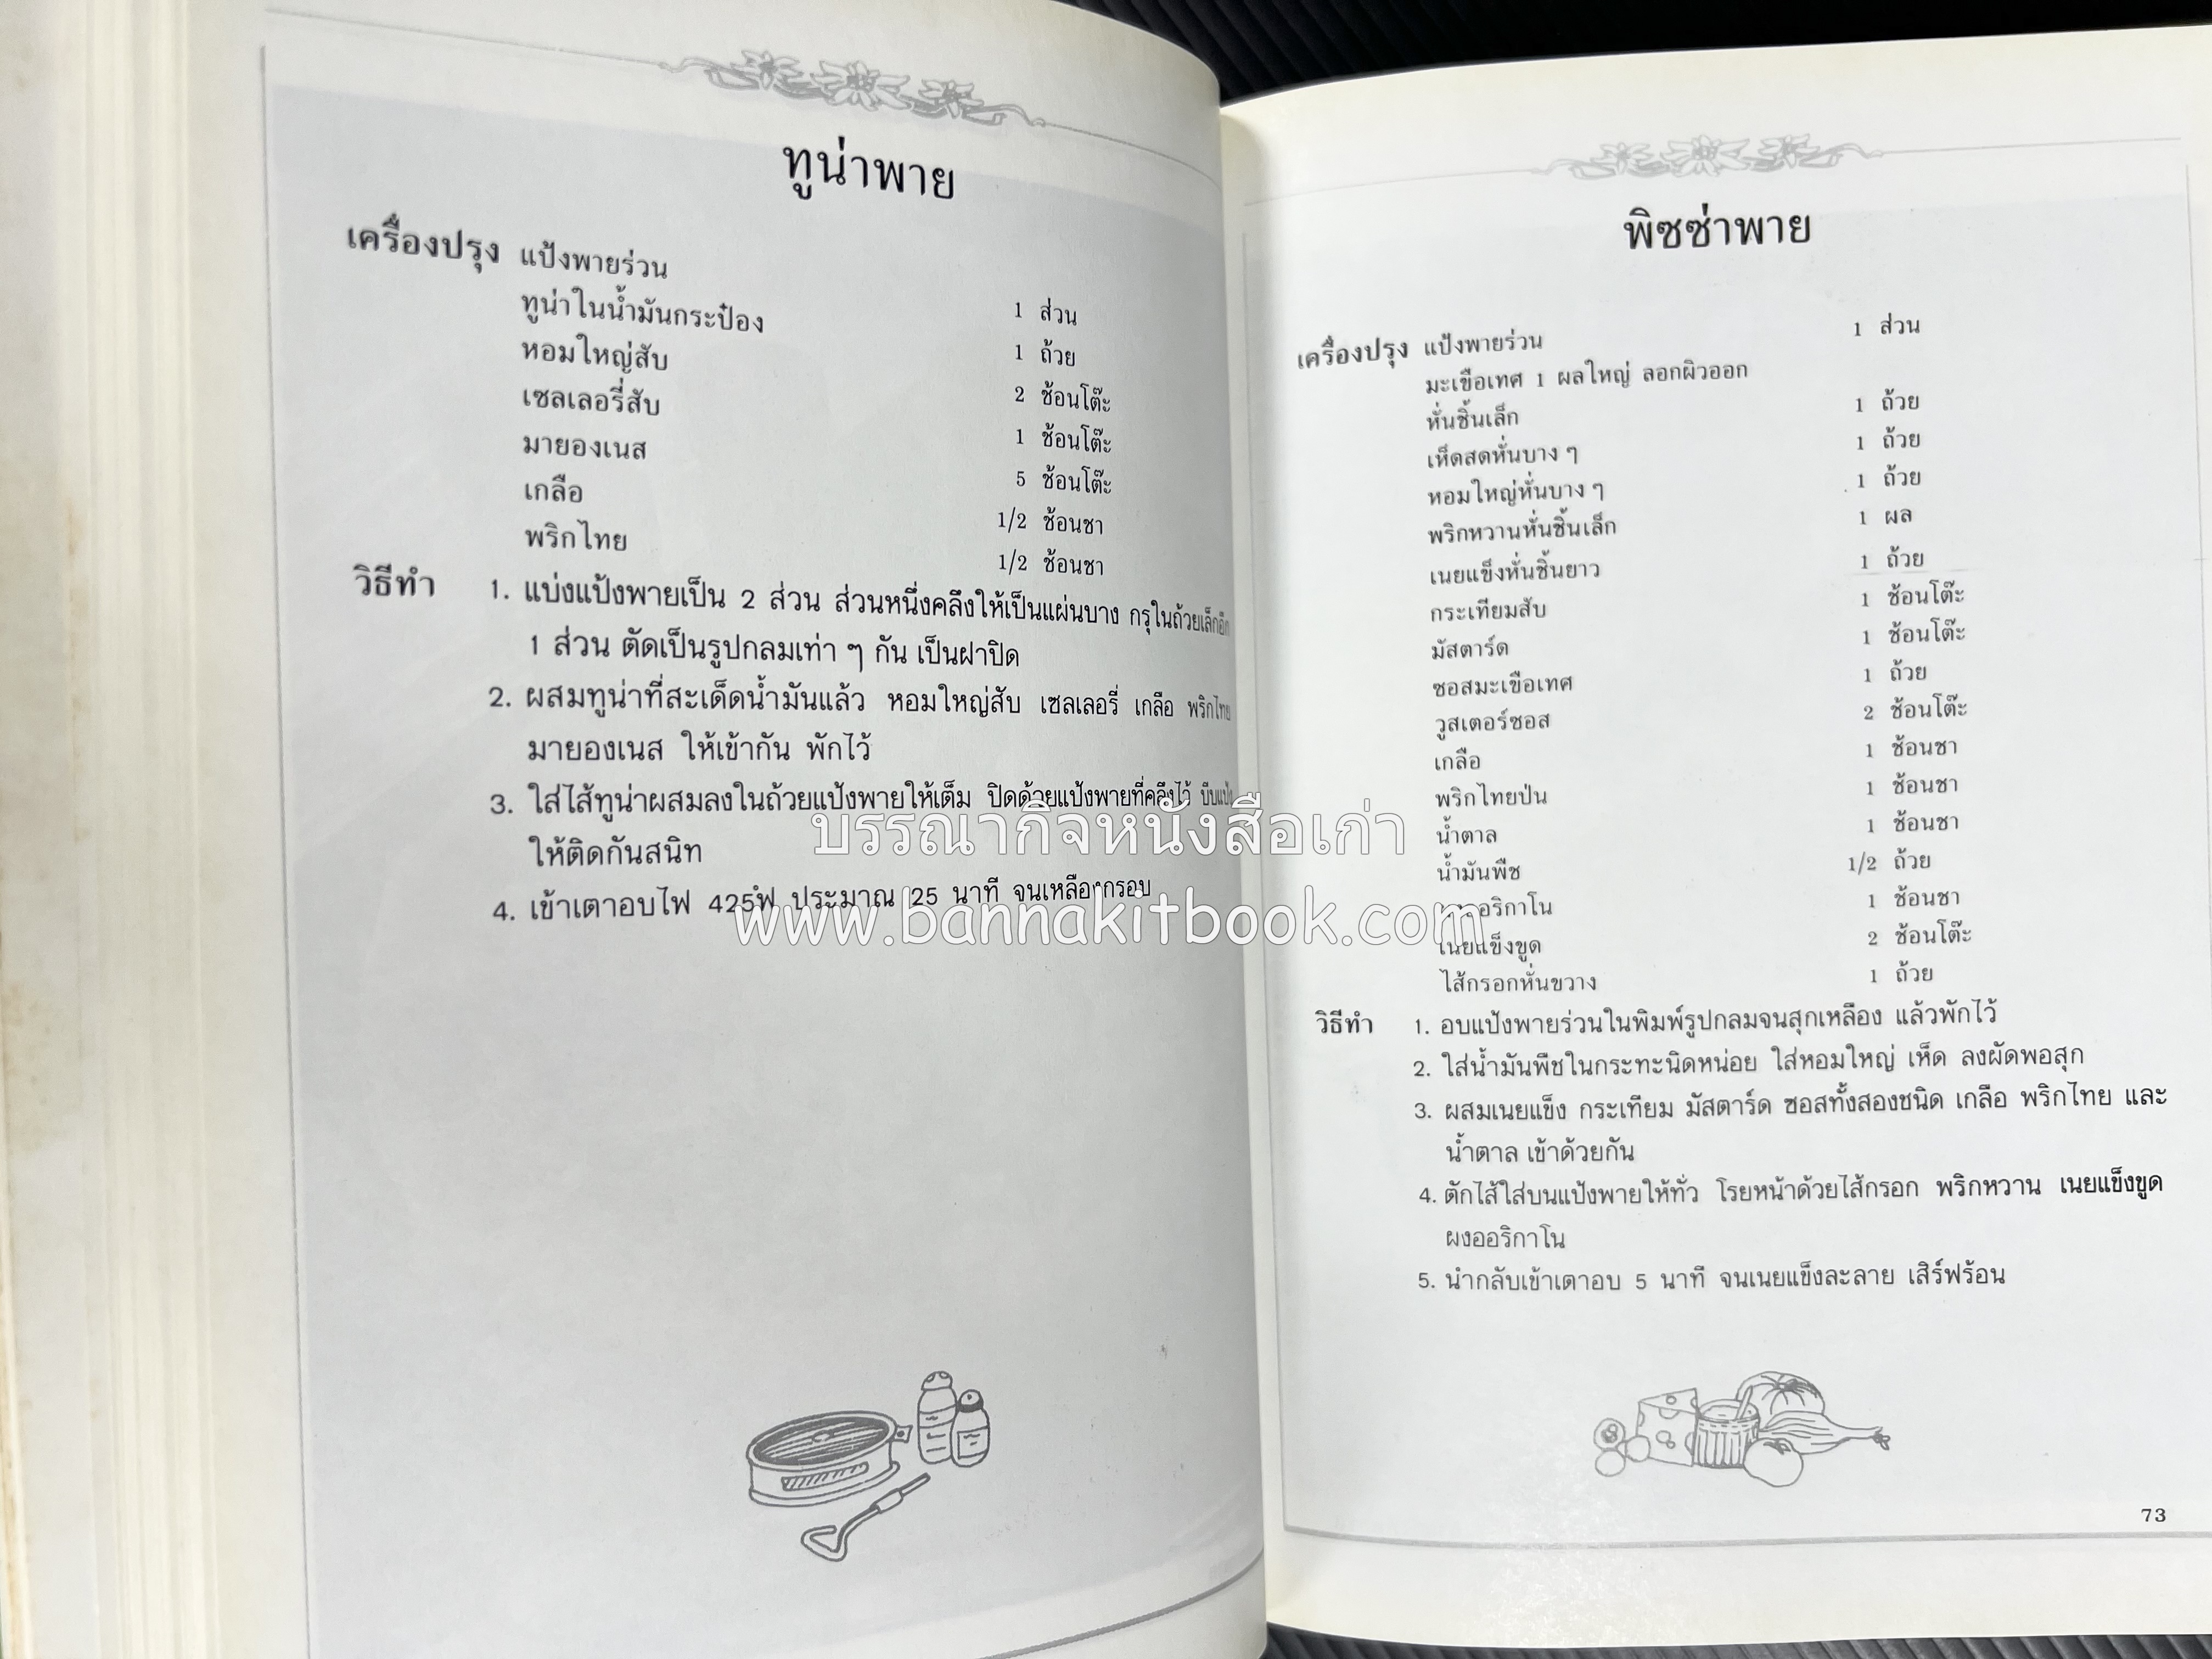 ทูน่าพาย
เครื่องปรุง แป้งพายร่วน 1 ส่วน
ทูน่าในน้ำมันกระป๋อง 1 ถ้วย
หอมใหญ่สับ 2 ช้อนโต๊ะ
เซลเลอรี่สับ 1 ช้อนโต๊ะ
มายองเนส 5 ช้อนโต๊ะ
เกลือ 1/2 ช้อนชา
พริกไทย 1/2 ช้อนชา
วิธีทำ 1. แบ่งแป้งพายเป็น 2 ส่วน ส่วนหนึ่งคลึงให้เป็นแผ่นบาง กรุในถ้วยเล็กอีก
1 ส่วน ตัดเป็นรูปกลมเท่า ๆ กัน เป็นฝาปิด
2. ผสมทูน่าที่สะเด็ดน้ำมันแล้ว หอมใหญ่สับ เซลเลอรี่ เกลือ พริกไทย
มายองเนส ให้เข้ากัน พักไว้
3. ใส่ไส้ทูน่าผสมลงในถ้วยแป้งพายให้เต็ม ปิดด้วยแป้งพายที่คลึงไว้ บีบแป้ง
ให้ติดกันสนิท
4. เข้าเตาอบไฟ 425°ฟ ประมาณ 25 นาที จนเหลืองกรอบ
บรรณากิจหนังสือเก่า
www.bannakitbook.com
พิซซ่าพาย
เครื่องปรุง แป้งพายร่วน 1 ส่วน
มะเขือเทศ 1 ผลใหญ่ ลอกผิวออก
หั่นชิ้นเล็ก 1 ถ้วย
เห็ดสดหั่นบาง ๆ 1 ถ้วย
หอมใหญ่หั่นบาง ๆ 1 ถ้วย
พริกหวานหั่นชิ้นเล็ก 1 ผล
เนยแข็งหั่นชิ้นยาว 1 ถ้วย
กระเทียมสับ 1 ช้อนโต๊ะ
มัสตาร์ด 1 ช้อนโต๊ะ
ซอสมะเขือเทศ 1 ถ้วย
วูสเตอร์ซอส 2 ช้อนโต๊ะ
เกลือ 1 ช้อนชา
พริกไทยป่น 1 ช้อนชา
น้ำตาล 1 ช้อนชา
น้ำมันพืช 1/2 ถ้วย
ผงออริกาโน 1 ช้อนชา
เนยแข็งขูด 2 ช้อนโต๊ะ
ไส้กรอกหั่นขวาง 1 ถ้วย
วิธีทำ 1. อบแป้งพายร่วนในพิมพ์รูปกลมจนสุกเหลือง แล้วพักไว้
2. ใส่น้ำมันพืชในกระทะนิดหน่อย ใส่หอมใหญ่ เห็ด ลงผัดพอสุก
3. ผสมเนยแข็ง กระเทียม มัสตาร์ด ซอสทั้งสองชนิด เกลือ พริกไทย และ
น้ำตาล เข้าด้วยกัน
4. ตักไส้ใส่บนแป้งพายให้ทั่ว โรยหน้าด้วยไส้กรอก พริกหวาน เนยแข็งขูด
ผงออริกาโน
5. นำกลับเข้าเตาอบ 5 นาที จนเนยแข็งละลาย เสิร์ฟร้อน
73